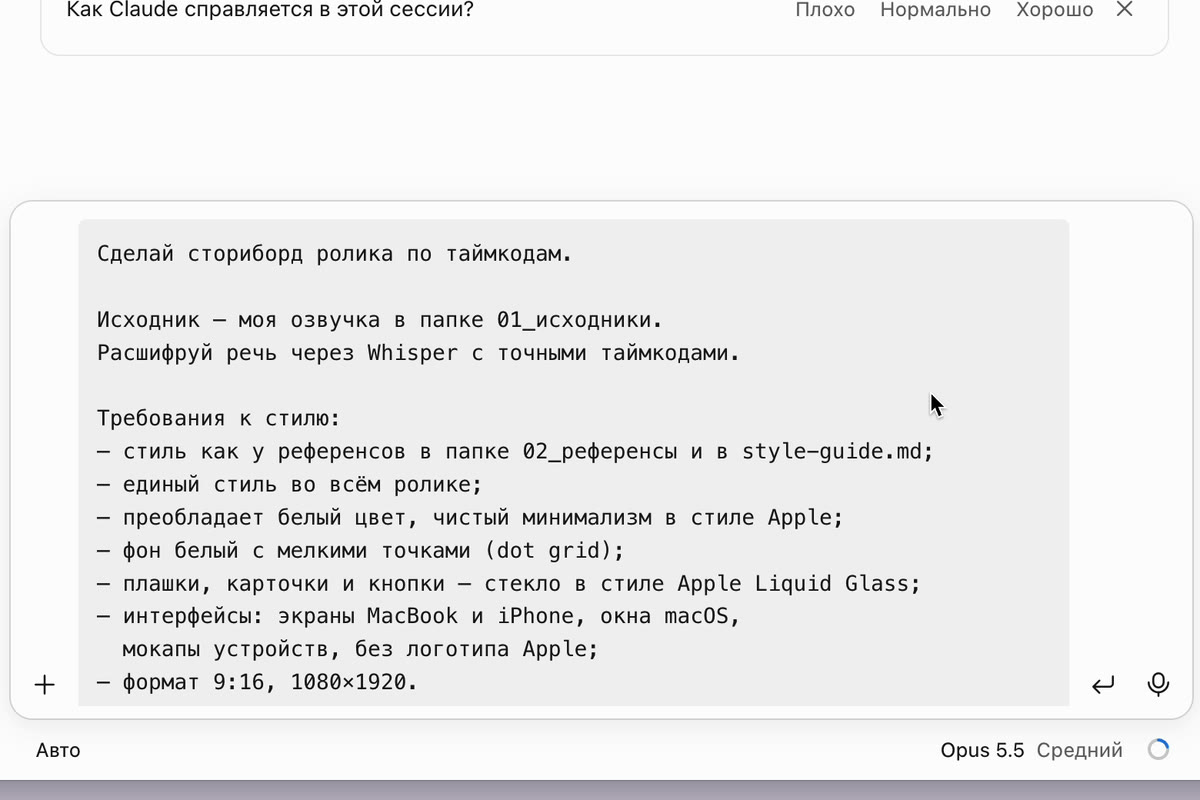 Как Claude справляется в этой сессии?
Плохо Нормально Хорошо
Сделай сториборд ролика по таймкодам.
Исходник — моя озвучка в папке 01_исходники.
Расшифруй речь через Whisper с точными таймкодами.
Требования к стилю:
— стиль как у референсов в папке 02_референсы и в style-guide.md;
— единый стиль во всём ролике;
— преобладает белый цвет, чистый минимализм в стиле Apple;
— фон белый с мелкими точками (dot grid);
— плашки, карточки и кнопки — стекло в стиле Apple Liquid Glass;
— интерфейсы: экраны MacBook и iPhone, окна macOS,
мокапы устройств, без логотипа Apple;
— формат 9:16, 1080×1920.
Авто
Opus 5.5 Средний